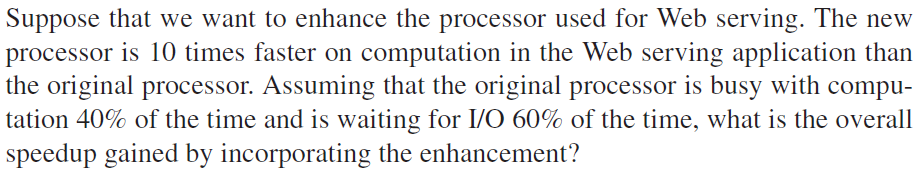 Suppose that we want to enhance the processor used for Web serving. The new
processor is 10 times faster on computation in the Web serving application than
the original processor. Assuming that the original processor is busy with compu-
tation 40% of the time and is waiting for I/O 60% of the time, what is the overall
speedup gained by incorporating the enhancement?